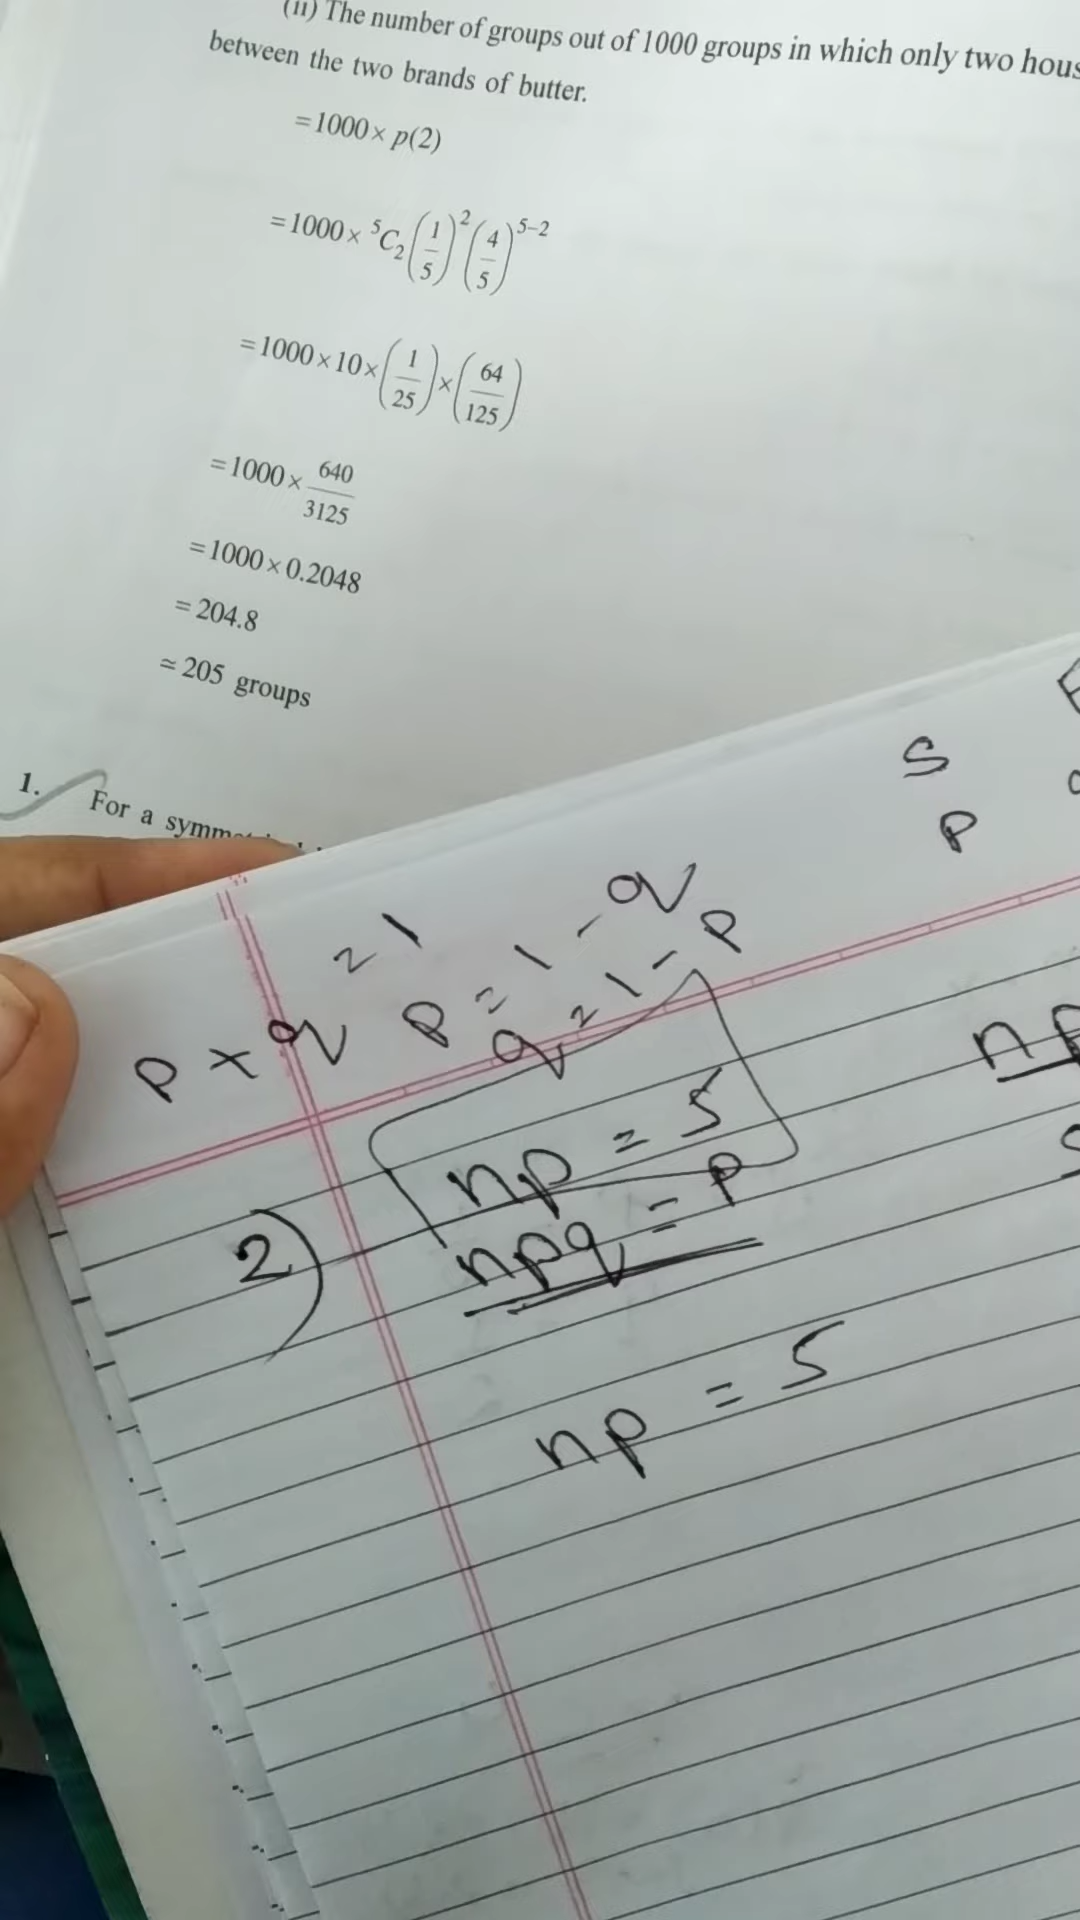 (ii) The number of groups out of 1000 groups in which only two
between the two brands of butter.
= 1000 × p(2)
= 1000 × ⁵C₂ (1/5)² (4/5)⁵⁻²
= 1000 × 10 × (1/25) × (64/125)
= 1000 × 640/3125
= 1000 × 0.2048
= 204.8
≃ 205 groups
1. For a
S
P
p + q = 1
p = 1 - q
q = 1 - p
2) np = 5
npq = P
np = 5
np